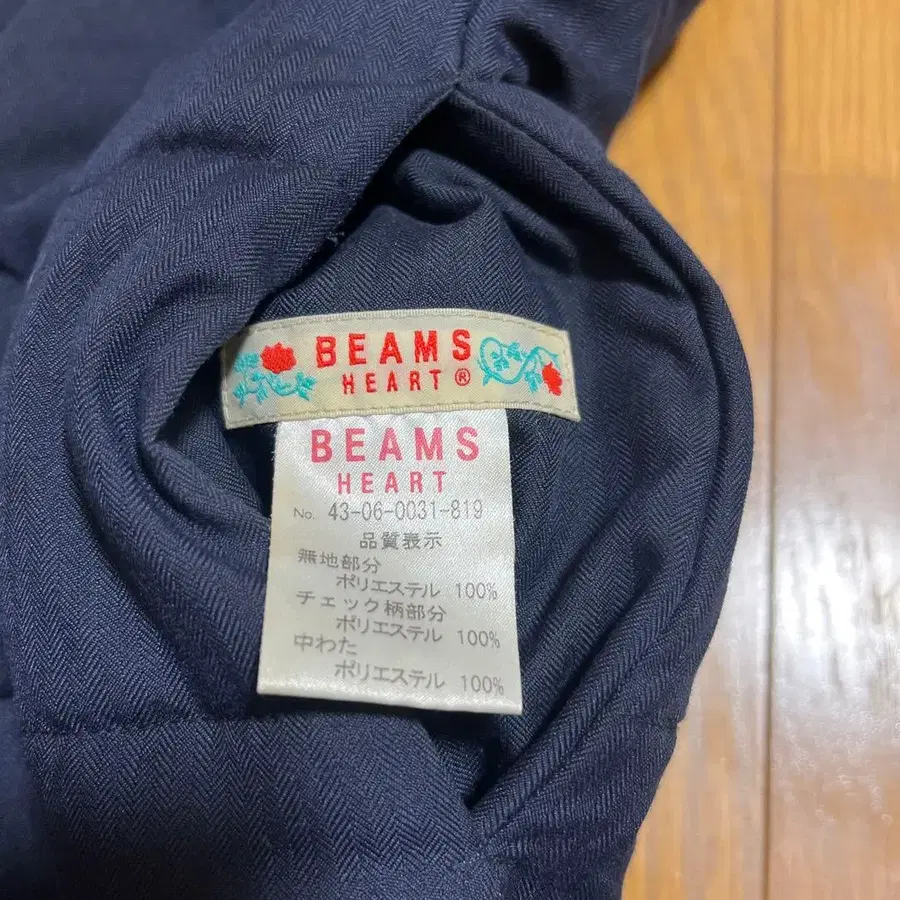 BEAMS
HEART®
BEAMS
HEART
No. 43-06-0031-819
品質表示
無地部分
ポリエステル 100%
チェック柄部分
ポリエステル 100%
中わた
ポリエステル 100%